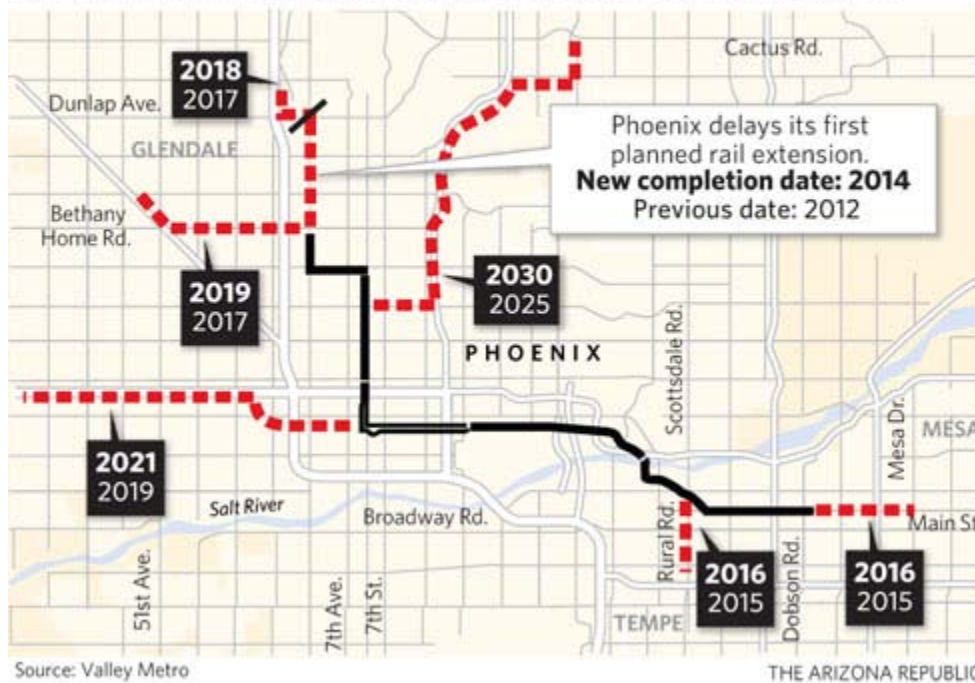 Cactus Rd.
2018
2017
Dunlap Ave.
GLENDALE
Phoenix delays its first
planned rail extension.
New completion date: 2014
Previous date: 2012
Bethany
Home Rd.
2019
2017
2030
2025
PHOENIX
Scottsdale Rd.
Mesa Dr.
MESA
2021
2019
Salt River
Broadway Rd.
Main St
51st Ave.
7th Ave.
7th St.
Rural Rd.
2016
2015
Dobson Rd.
2016
2015
TEMPE
Source: Valley Metro
THE ARIZONA REPUBLIC